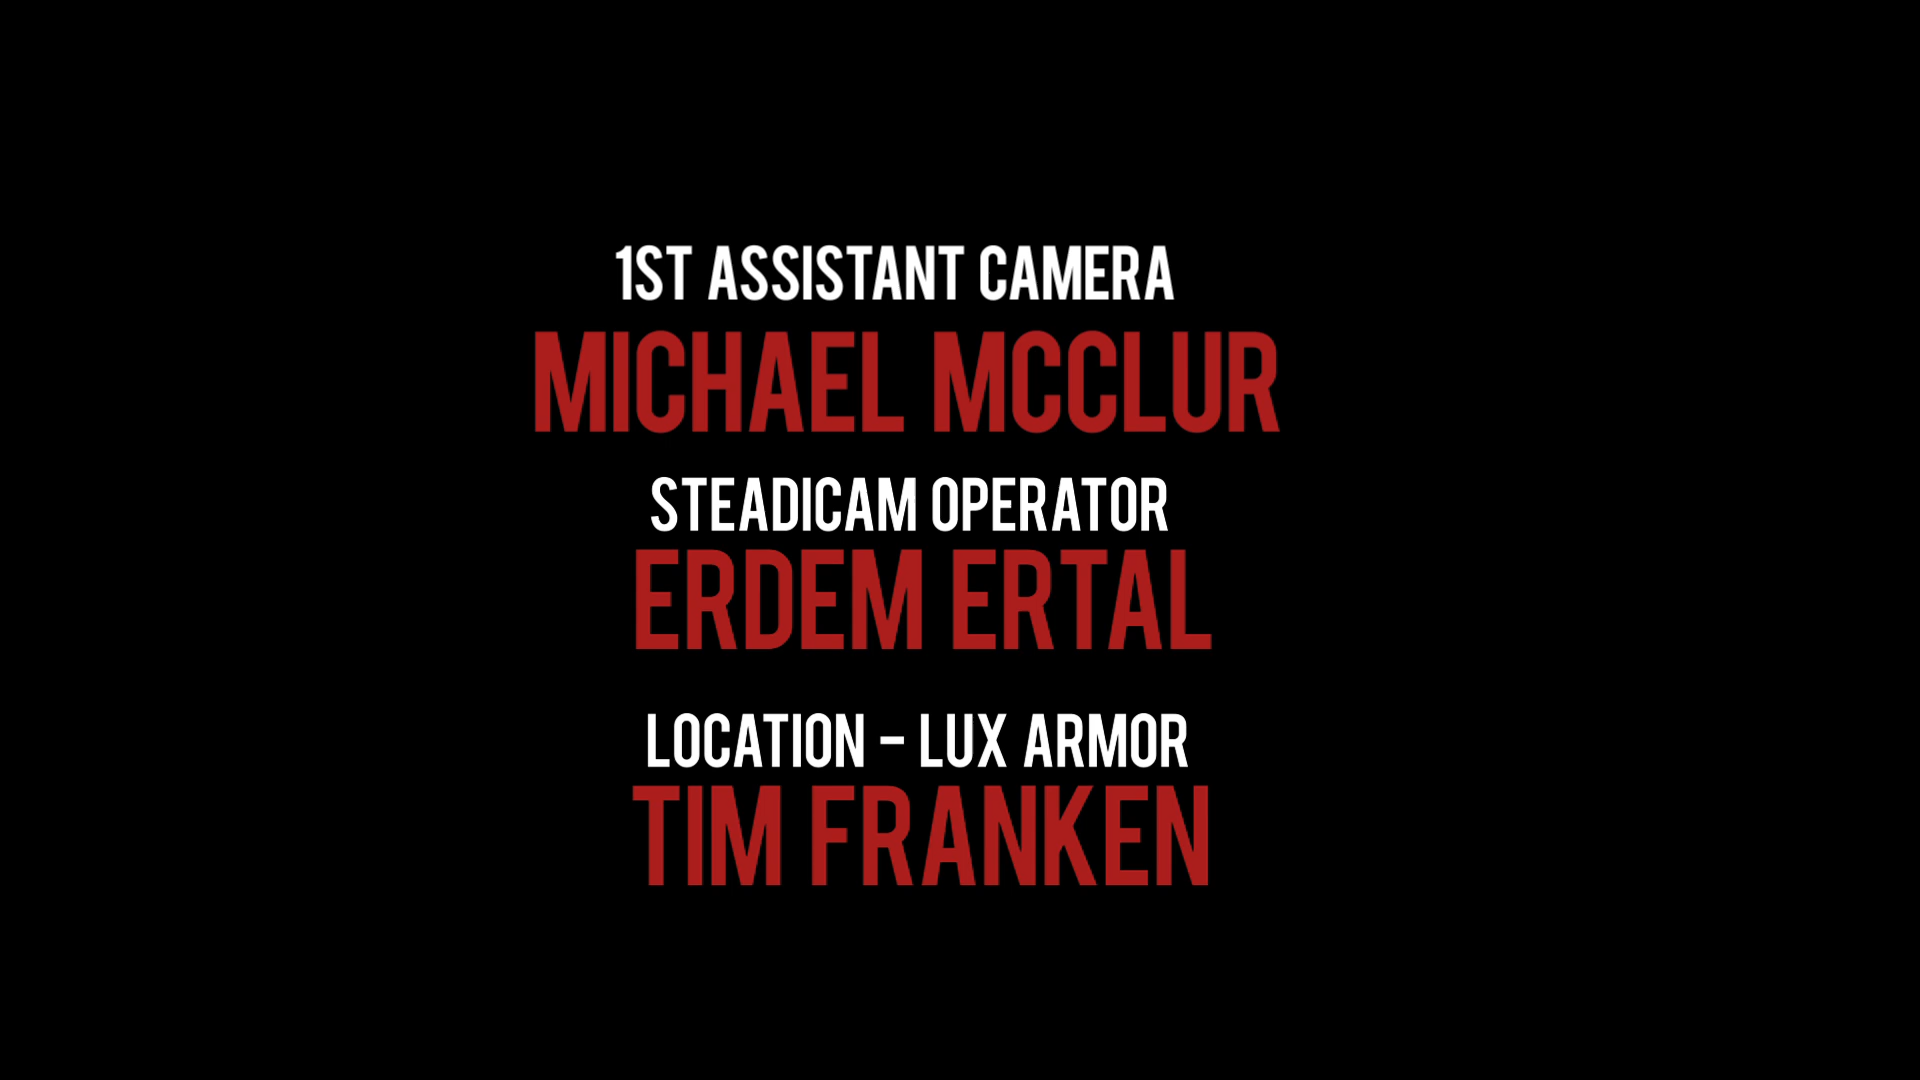 1ST ASSISTANT CAMERA
MICHAEL MCCLUR
STEADICAM OPERATOR
ERDEM ERTAL
LOCATION - LUX ARMOR
TIM FRANKEN